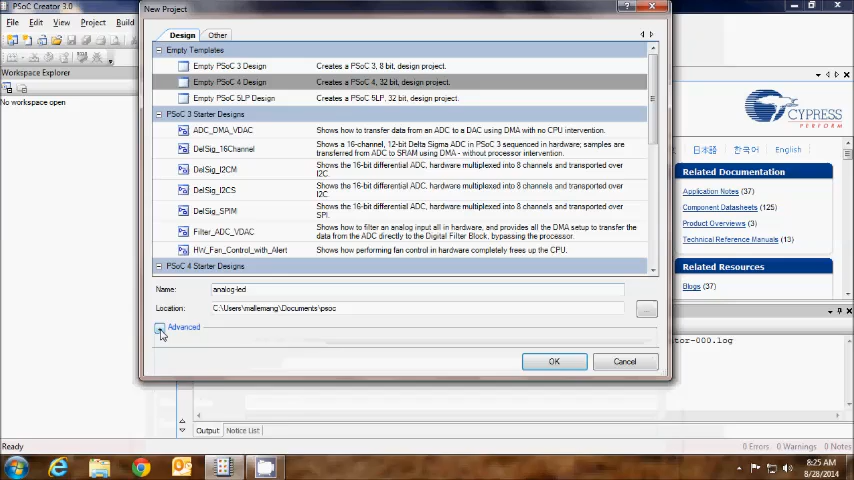 PSoC Creator 3.0
New Project
File Edit View Project
Design Other
Workspace Explorer
No workspace open
Empty Templates
Empty PSoC 3 Design Creates a PSoC 3, 8 bit, design project.
Empty PSoC 4 Design Creates a PSoC 4, 32 bit, design project.
Empty PSoC 5LP Design Creates a PSoC 5LP, 32 bit, design project.
PSoC 3 Starter Designs
ADC_DMA_VDAC Shows how to transfer data from an ADC to a DAC using DMA with no CPU intervention.
DelSig_16Channel Shows a 16-channel, 12-bit Delta Sigma ADC in PSoC 3 sequenced in hardware; samples are
transferred from ADC to SRAM using DMA - without processor intervention.
DelSig_I2CM Shows the 16-bit differential ADC, hardware multiplexed into 8 channels and transported over
I2C.
DelSig_I2CS Shows the 16-bit differential ADC, hardware multiplexed into 8 channels and transported over
I2C.
DelSig_SPIM Shows the 16-bit differential ADC, hardware multiplexed into 8 channels and transported over
SPI.
Filter_ADC_VDAC Shows how to filter an analog input all in hardware, and provides all the DMA setup to transfer the
data from the ADC directly to the Digital Filter Block, bypassing the processor.
HW_Fan_Control_with_Alert Shows how performing fan control in hardware completely frees up the CPU.
PSoC 4 Starter Designs
Name: analog-led
Location: C:\Users\mallemang\Documents\psoc
...
Advanced
OK Cancel
CYPRESS
PERFORM
日本語 한국어 English
Related Documentation
Application Notes (37)
Component Datasheets (125)
Product Overviews (3)
Technical Reference Manuals (13)
Related Resources
Blogs (37)
tor-000.log
Output Notice List
Ready 0 Errors 0 Warnings 0 Notes
8:25 AM
8/28/2014